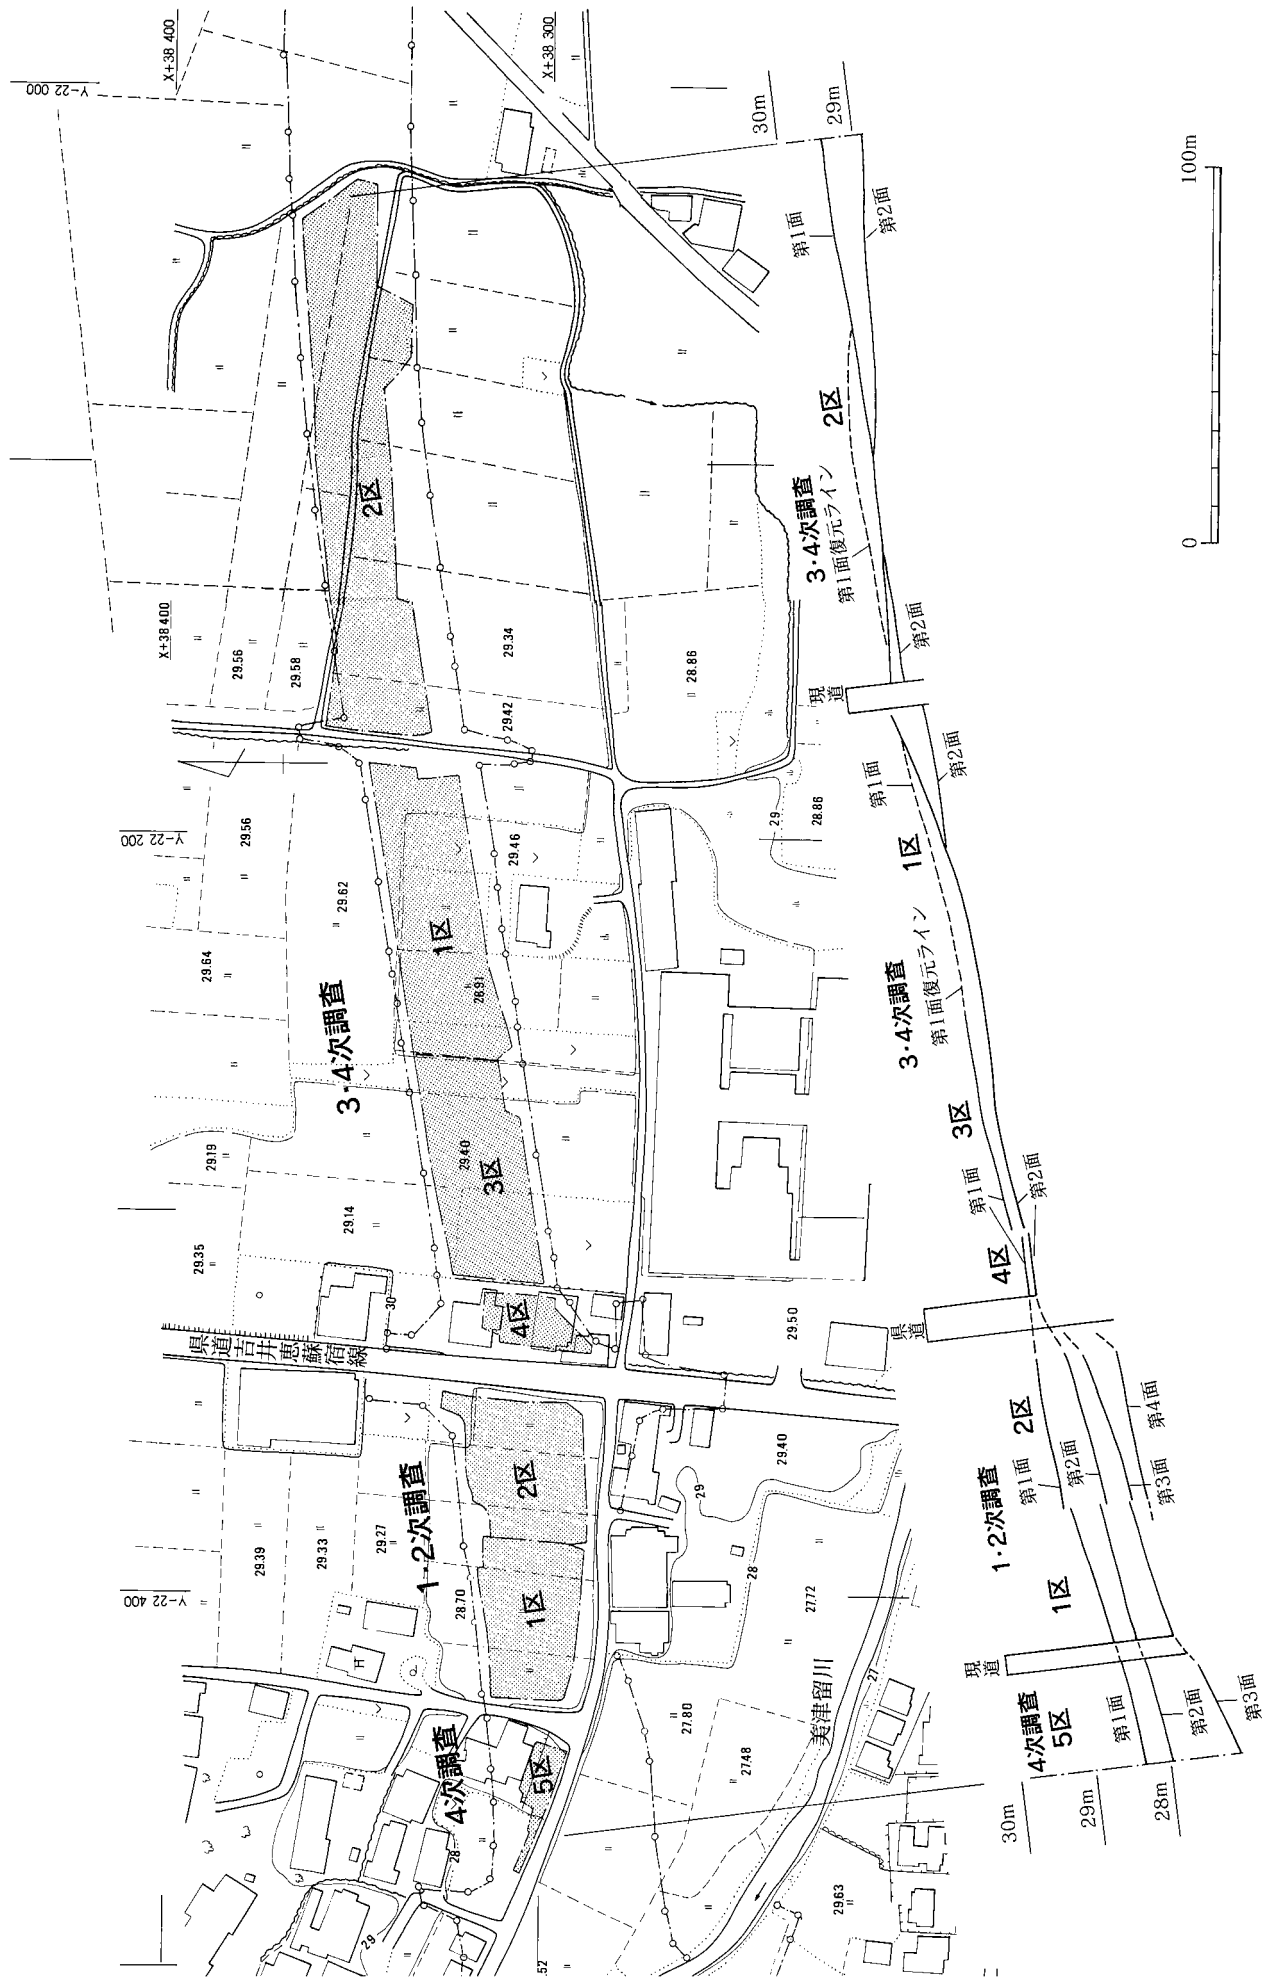 Y-22 000
X+38 400
X+38 300
Y-22 200
X+38 400
Y-22 400
2区
1区
3・4次調査
3区
4区
県道吉井恵蘇宿線
2区
1・2次調査
1区
4次調査
5区
美津留川
29.56
29.58
29.34
29.42
28.86
29.56
29.62
29.64
29.46
28.91
29
28.86
29.19
29.40
29.14
29.35
30
29.50
29.39
29.33
29.27
28.70
29.40
29
28
27.72
27
27.80
27.48
28
29
29.63
.52
30m
29m
第1面
第2面
2区
3・4次調査
第1面復元ライン
第2面
現道
第1面
第2面
1区
3・4次調査
第1面復元ライン
3区
第1面
第2面
4区
県道
2区
1・2次調査
第1面
第2面
第3面
第4面
1区
現道
4次調査
5区
第1面
第2面
第3面
30m
29m
28m
0
100m